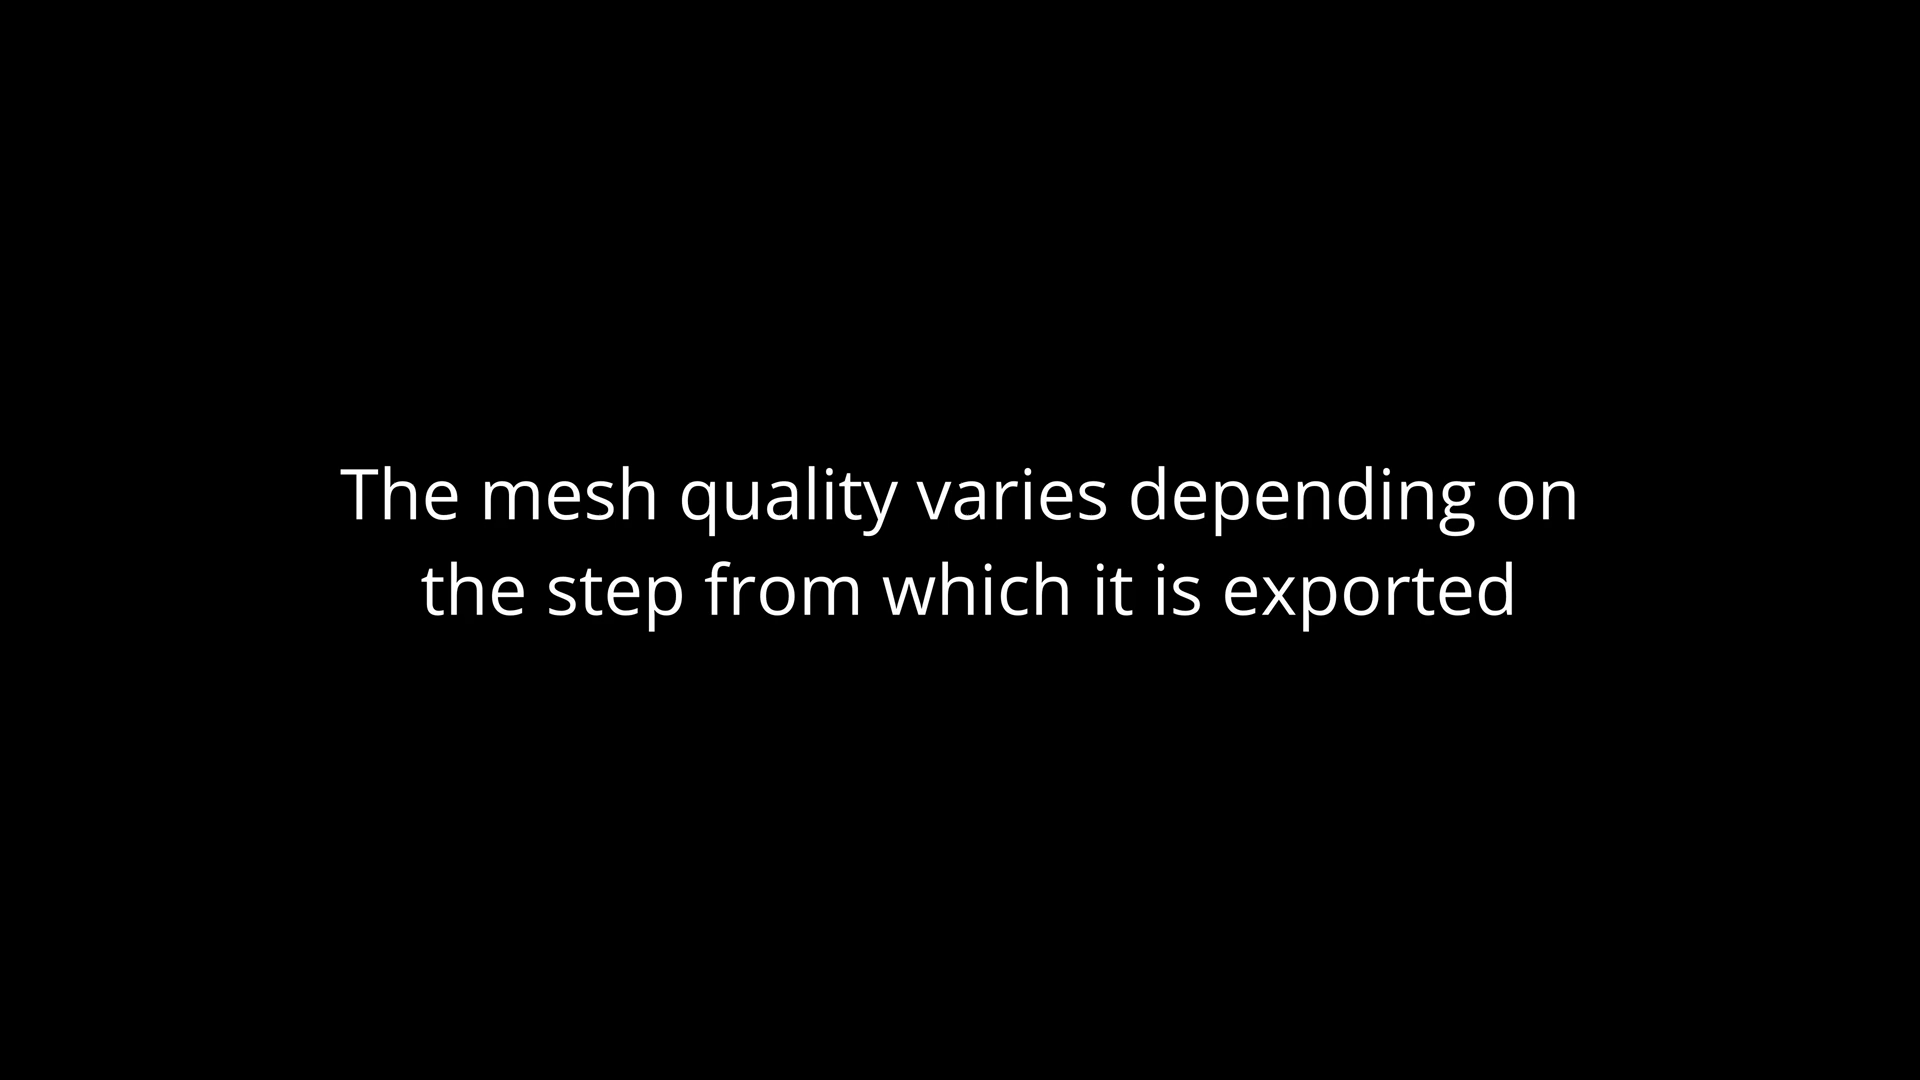 The mesh quality varies depending on
the step from which it is exported